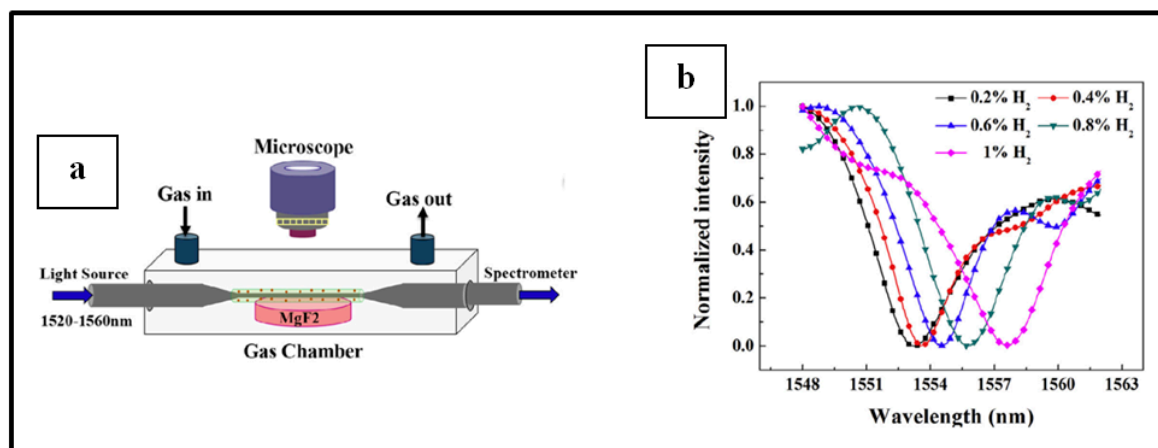 a
Microscope
Gas in
Gas out
Light Source
Spectrometer
1520-1560nm
MgF2
Gas Chamber
b
0.2% H2
0.4% H2
0.6% H2
0.8% H2
1% H2
Normalized intensity
1.0
0.8
0.6
0.4
0.2
0.0
1548 1551 1554 1557 1560 1563
Wavelength (nm)